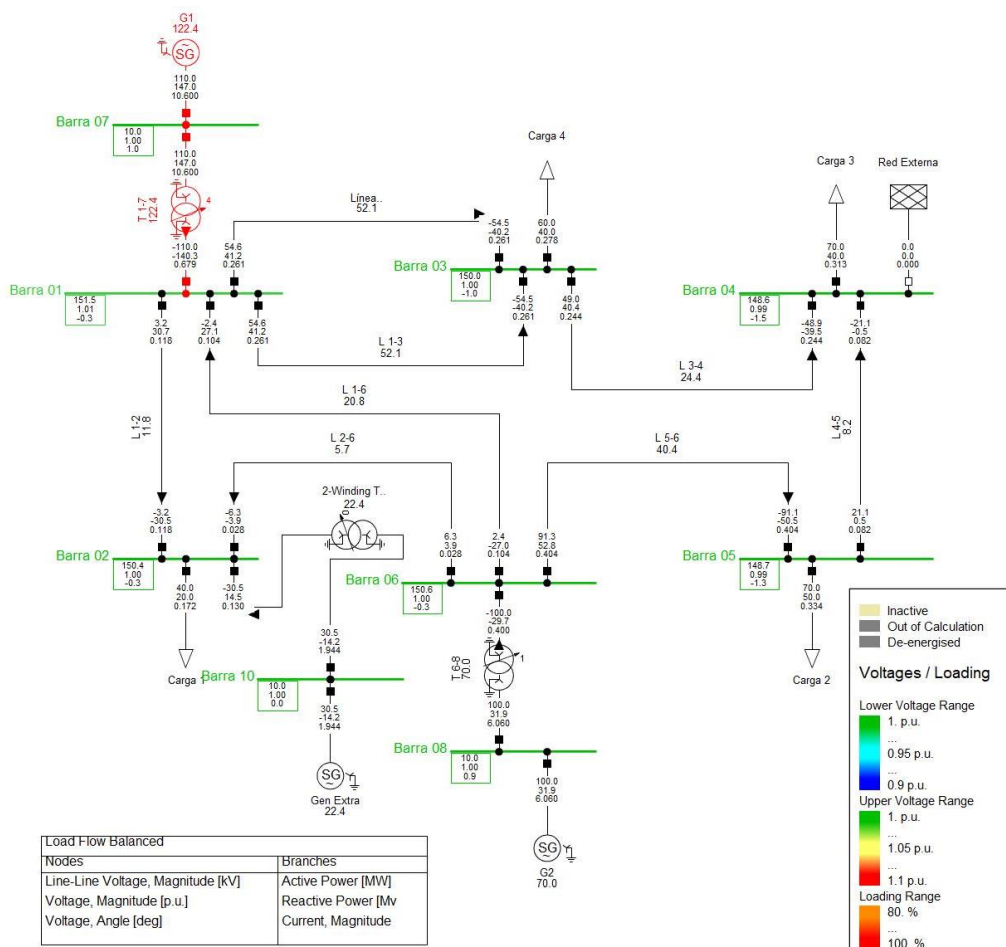 G1
122.4
SG
~
110.0
147.0
10.600
Barra 07
10.0
1.00
1.0
110.0
147.0
10.600
T 1-7
122.4
4
-110.0
-140.3
0.679
Línea..
52.1
54.6
41.2
0.261
Barra 01
151.5
1.01
-0.3
3.2
30.7
0.118
-2.4
27.1
0.104
54.6
41.2
0.261
Carga 4
-54.5
-40.2
0.261
60.0
40.0
0.278
Barra 03
150.0
1.00
-1.0
-54.5
-40.2
0.261
49.0
40.4
0.244
L 1-3
52.1
Carga 3
Red Externa
70.0
40.0
0.313
0.0
0.0
0.000
Barra 04
148.6
0.99
-1.5
-48.9
-39.5
0.244
-21.1
-0.5
0.082
L 3-4
24.4
L 1-6
20.8
L 1-2
11.8
L 2-6
5.7
L 5-6
40.4
L 4-5
8.2
2-Winding T..
22.4
0
-3.2
-30.5
0.118
-6.3
-3.9
0.028
Barra 02
150.4
1.00
-0.3
40.0
20.0
0.172
-30.5
14.5
0.130
Carga 1
6.3
3.9
0.028
2.4
-27.0
0.104
91.3
52.8
0.404
Barra 06
150.6
1.00
-0.3
-100.0
-29.7
0.400
T 6-8
70.0
1
-91.1
-50.5
0.404
21.1
0.5
0.082
Barra 05
148.7
0.99
-1.3
70.0
50.0
0.334
Carga 2
30.5
-14.2
1.944
Barra 10
10.0
1.00
0.0
30.5
-14.2
1.944
SG
~
Gen Extra
22.4
100.0
31.9
6.060
Barra 08
10.0
1.00
0.9
100.0
31.9
6.060
SG
~
G2
70.0
Inactive
Out of Calculation
De-energised
Voltages / Loading
Lower Voltage Range
1. p.u.
...
0.95 p.u.
...
0.9 p.u.
Upper Voltage Range
1. p.u.
...
1.05 p.u.
...
1.1 p.u.
Loading Range
80. %
...
100. %
Load Flow Balanced
Nodes
Branches
Line-Line Voltage, Magnitude [kV]
Active Power [MW]
Voltage, Magnitude [p.u.]
Reactive Power [Mv
Voltage, Angle [deg]
Current, Magnitude